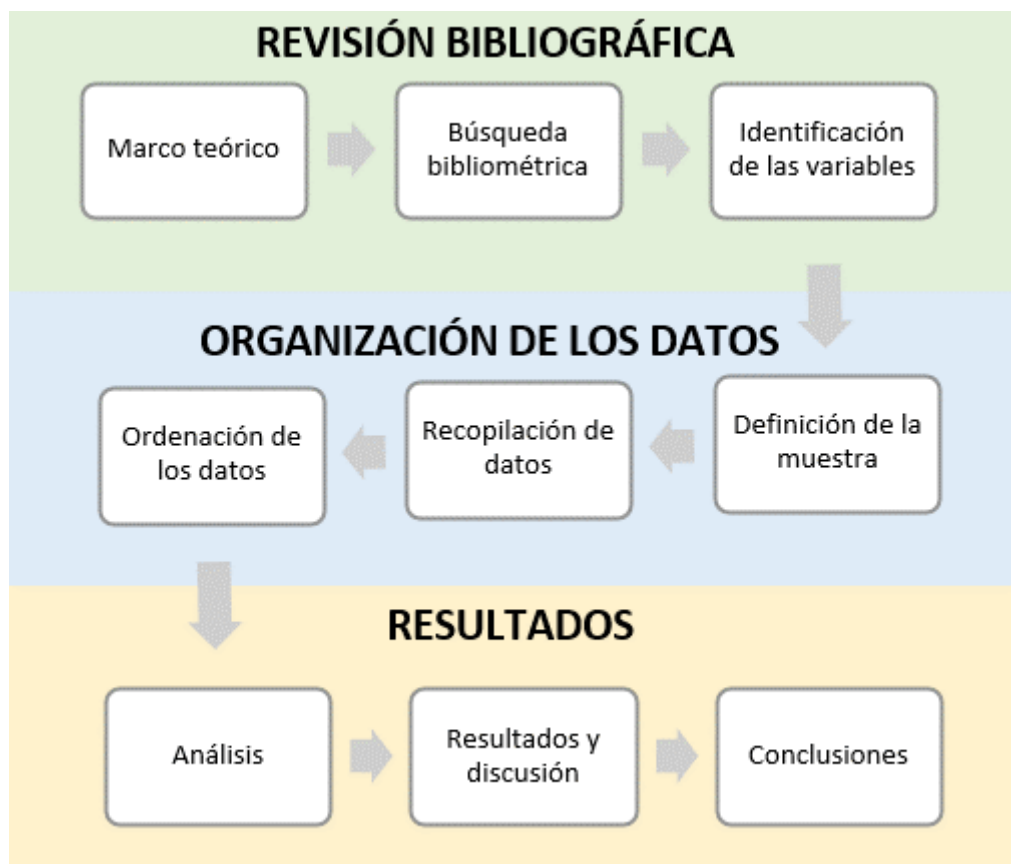 REVISIÓN BIBLIOGRÁFICA
Marco teórico
Búsqueda
bibliométrica
Identificación
de las variables
ORGANIZACIÓN DE LOS DATOS
Definición de la
muestra
Recopilación de
datos
Ordenación de
los datos
RESULTADOS
Análisis
Resultados y
discusión
Conclusiones